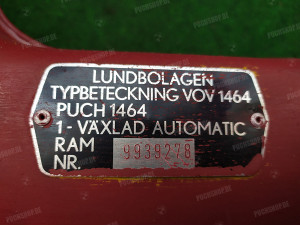 LUNDBOLAGEN
TYPBETECKNING VOV 1464
PUCH 1464
1 - VÄXLAD AUTOMATIC
RAM 9939278
NR.